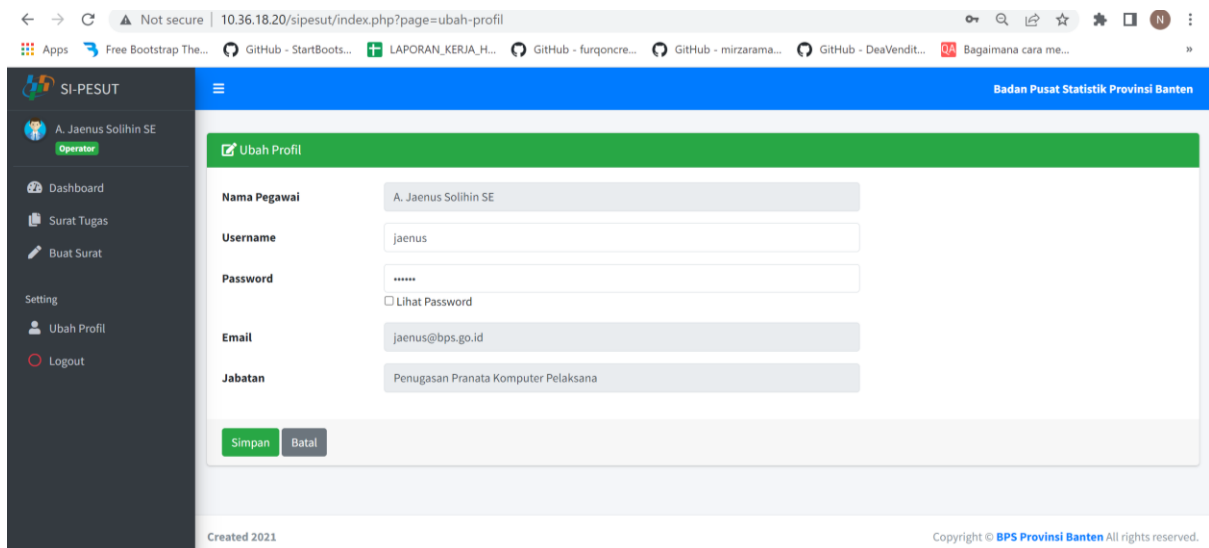 Not secure | 10.36.18.20/sipesut/index.php?page=ubah-profil
N
Apps Free Bootstrap The... GitHub - StartBoots... LAPORAN_KERJA_H... GitHub - furqoncre... GitHub - mirzarama... GitHub - DeaVendit... QA Bagaimana cara me... »
SI-PESUT
Badan Pusat Statistik Provinsi Banten
A. Jaenus Solihin SE
Operator
Dashboard
Surat Tugas
Buat Surat
Setting
Ubah Profil
Logout
Ubah Profil
Nama Pegawai A. Jaenus Solihin SE
Username jaenus
Password ••••••
Lihat Password
Email jaenus@bps.go.id
Jabatan Penugasan Pranata Komputer Pelaksana
Simpan Batal
Created 2021
Copyright © BPS Provinsi Banten All rights reserved.